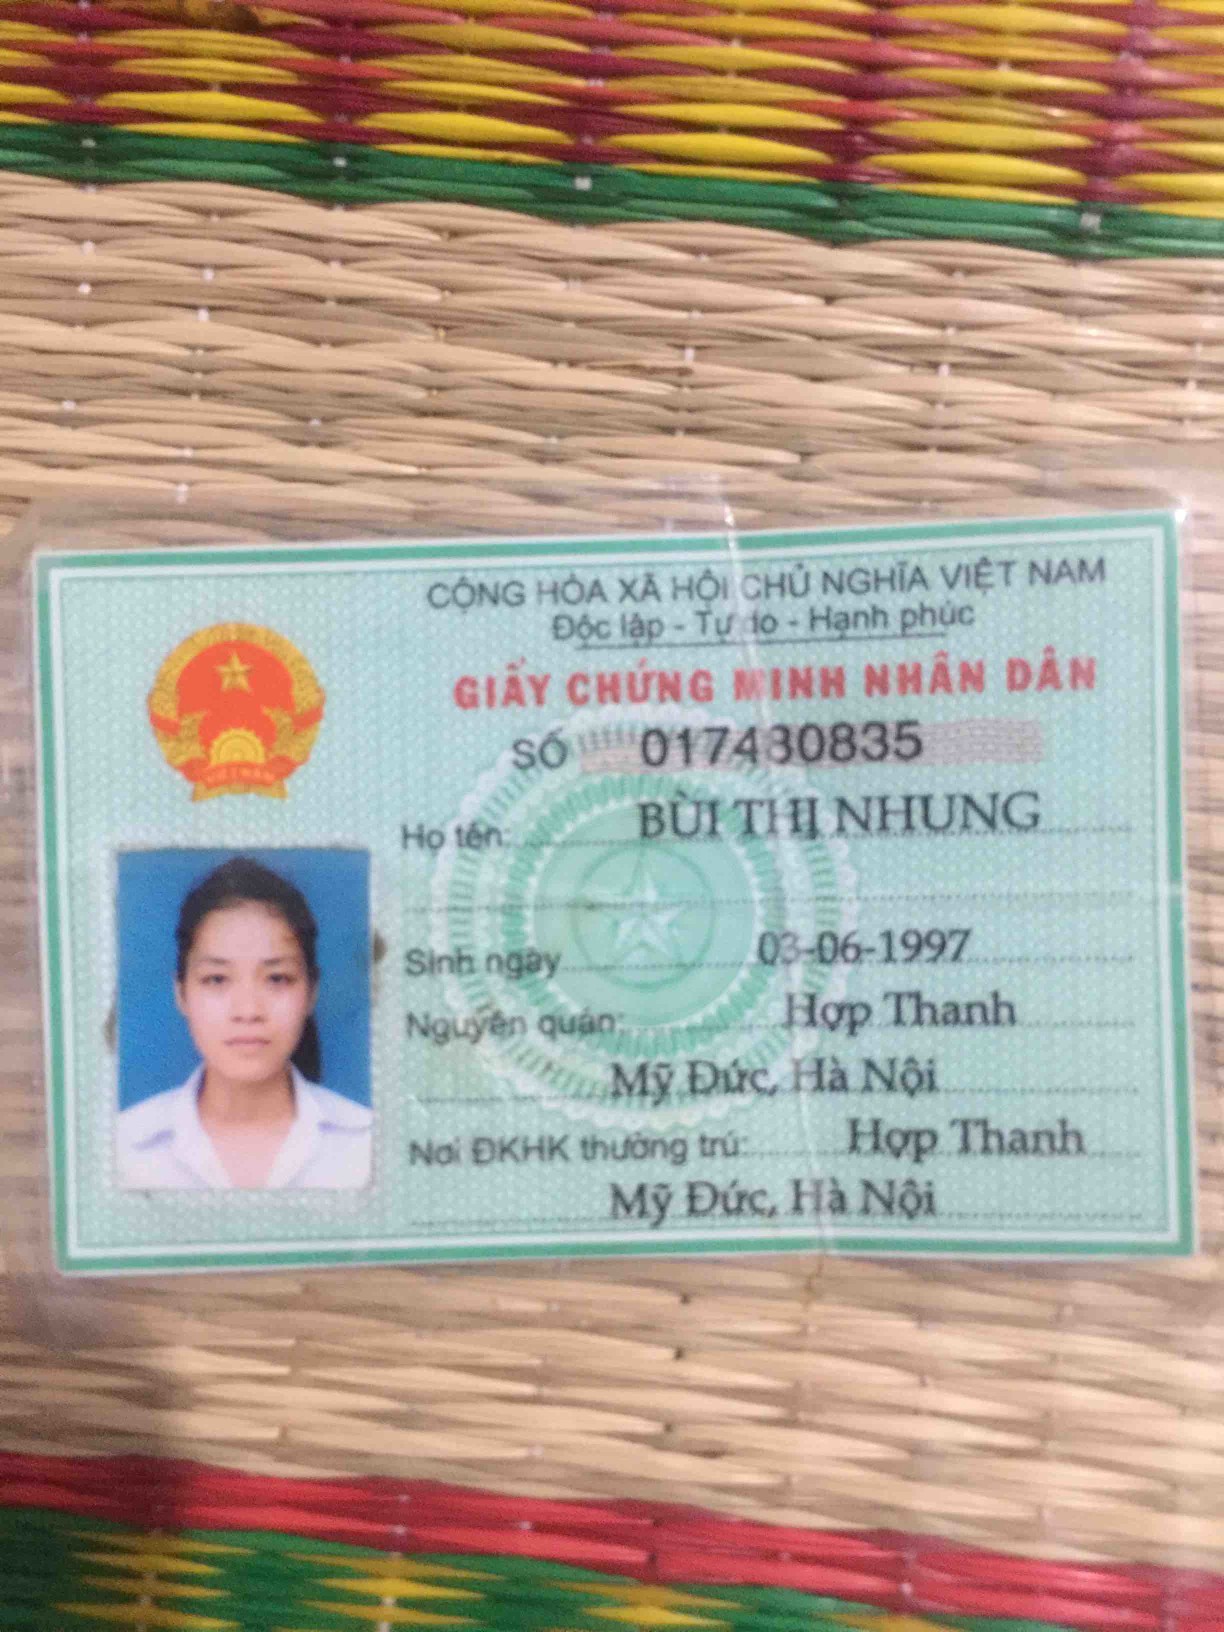 CỘNG HÒA XÃ HỘI CHỦ NGHĨA VIỆT NAM
Độc lập - Tự do - Hạnh phúc
GIẤY CHỨNG MINH NHÂN DÂN
SỐ 017480835
Họ tên: BÙI THỊ NHUNG
Sinh ngày 03-06-1997
Nguyên quán: Hợp Thanh
Mỹ Đức, Hà Nội
Nơi ĐKHK thường trú: Hợp Thanh
Mỹ Đức, Hà Nội